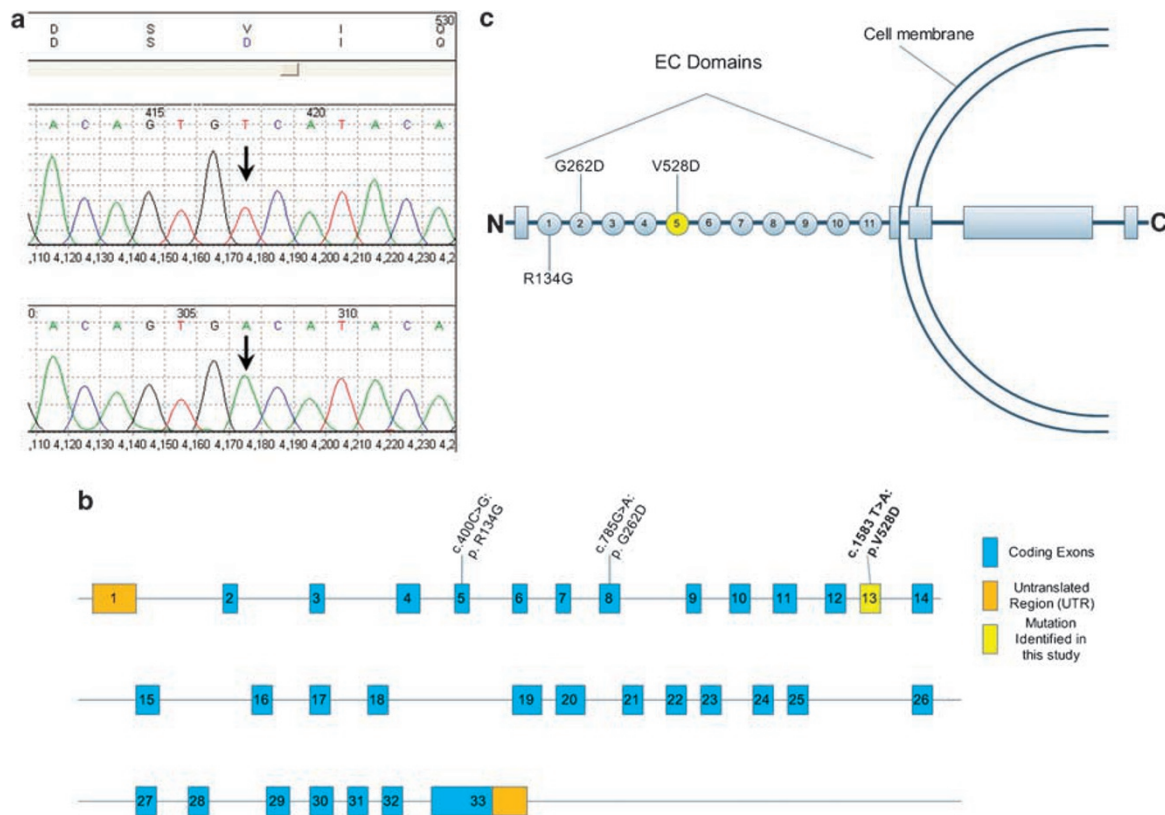 a
530
D S V I Q
D S D I Q
415 420
A C A G T G T C A T A C A
,110 4,120 4,130 4,140 4,150 4,160 4,170 4,180 4,190 4,200 4,210 4,220 4,230 4,2
0: 305 310
A C A G T G A C A T A C A
,110 4,120 4,130 4,140 4,150 4,160 4,170 4,180 4,190 4,200 4,210 4,220 4,230 4,2
c
Cell membrane
EC Domains
G262D V528D
N 1 2 3 4 5 6 7 8 9 10 11 C
R134G
b
c.400C>G:
p. R134G
c.785G>A:
p. G262D
c.1583 T>A:
p.V528D
1 2 3 4 5 6 7 8 9 10 11 12 13 14
15 16 17 18 19 20 21 22 23 24 25 26
27 28 29 30 31 32 33
Coding Exons
Untranslated
Region (UTR)
Mutation
Identified in
this study